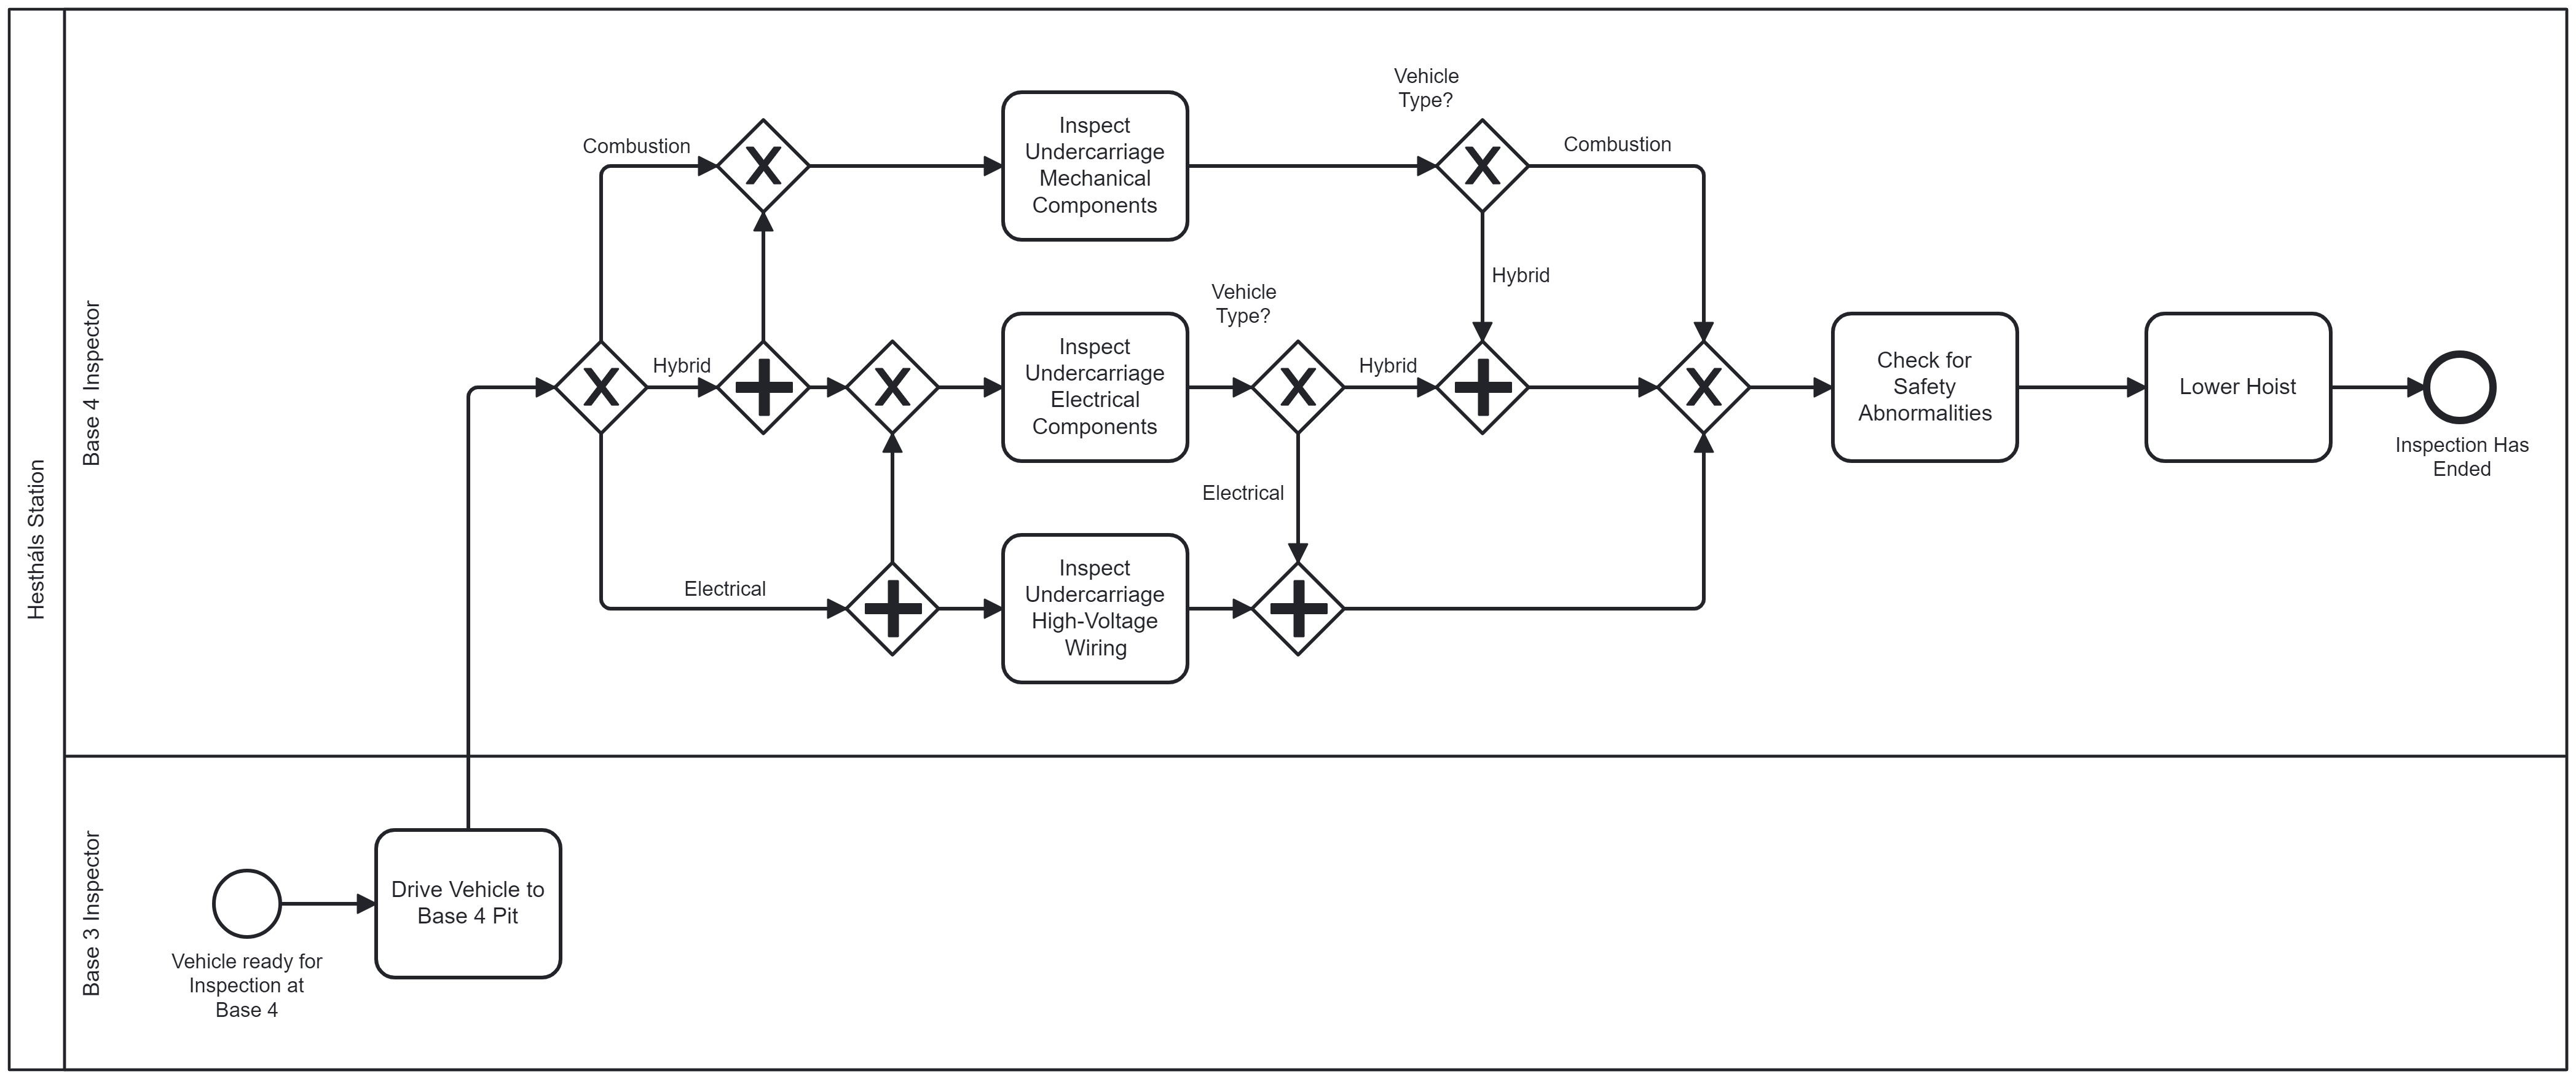 Hestháls Station
Base 4 Inspector
Base 3 Inspector
Vehicle ready for
Inspection at
Base 4
Drive Vehicle to
Base 4 Pit
Combustion
Hybrid
Electrical
Inspect
Undercarriage
Mechanical
Components
Inspect
Undercarriage
Electrical
Components
Inspect
Undercarriage
High-Voltage
Wiring
Vehicle
Type?
Hybrid
Electrical
Vehicle
Type?
Combustion
Hybrid
Check for
Safety
Abnormalities
Lower Hoist
Inspection Has
Ended